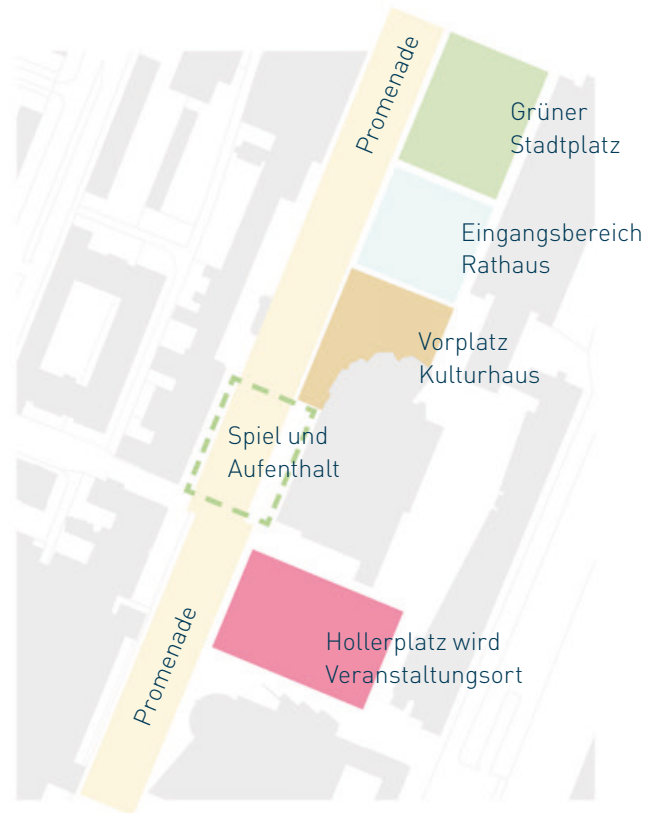 Promenade
Grüner
Stadtplatz
Eingangsbereich
Rathaus
Vorplatz
Kulturhaus
Spiel und
Aufenthalt
Promenade
Hollerplatz wird
Veranstaltungsort